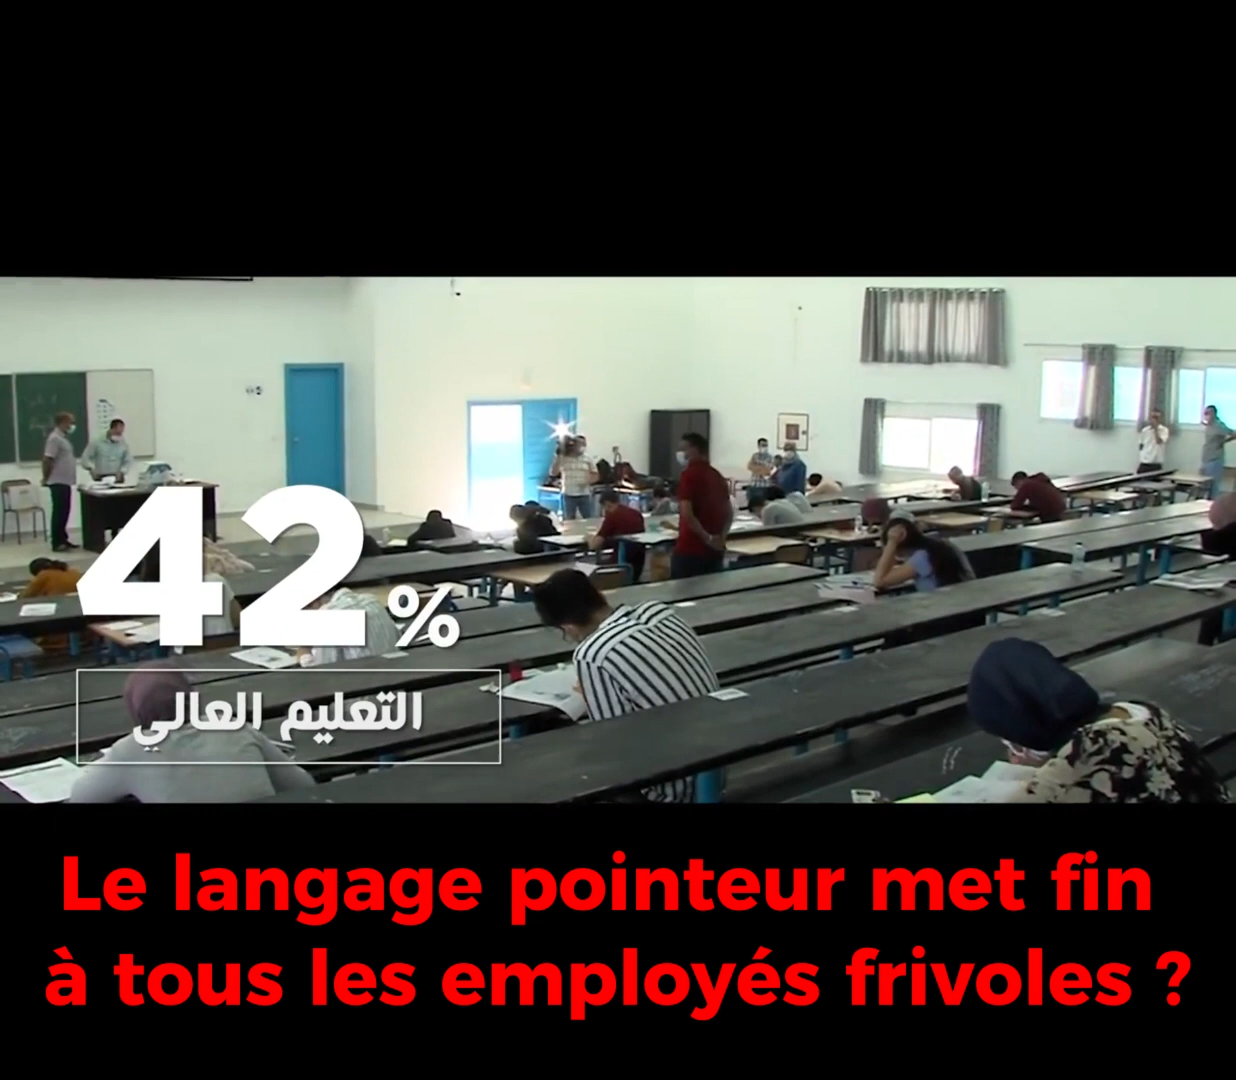 42%
التعليم العالي
Le langage pointeur met fin
à tous les employés frivoles ?